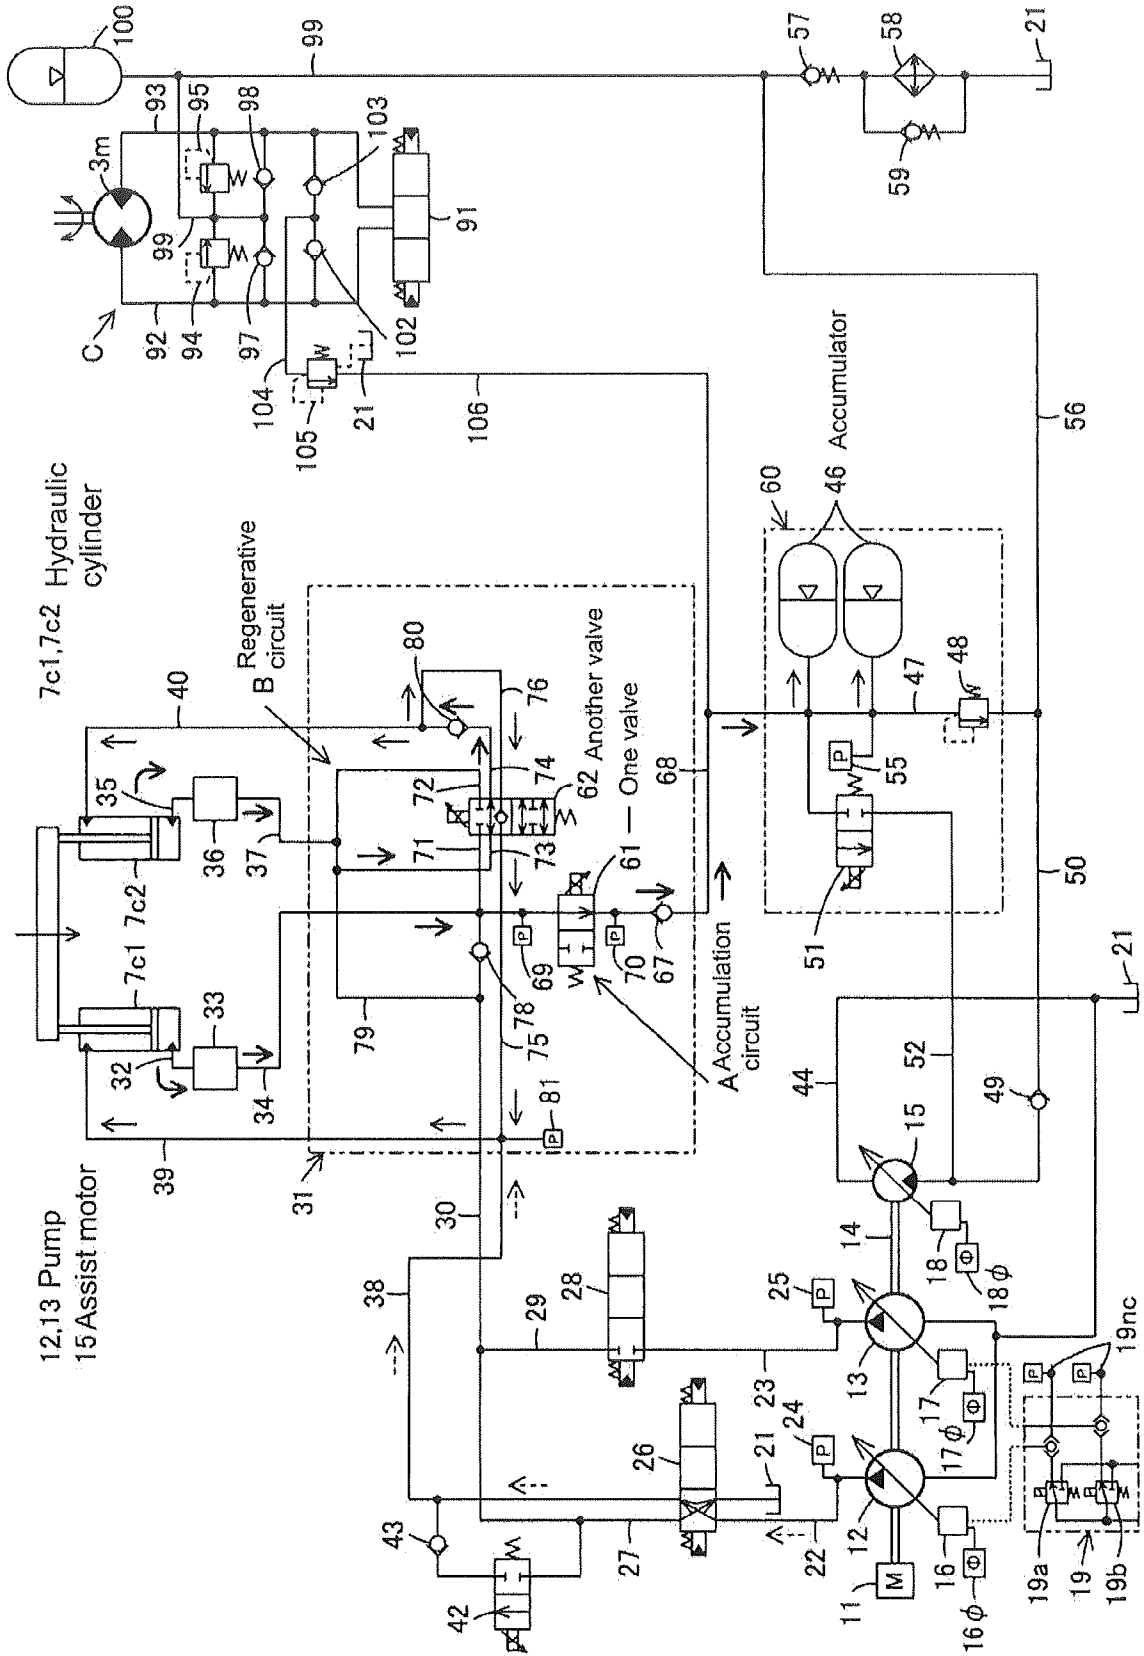 7c1,7c2 Hydraulic
cylinder
12,13 Pump
15 Assist motor
100
99
57
58
21
59
93
95
98
103
3m
99
91
C
92
94
97
102
104
105
21
106
56
B Regenerative
circuit
40
80
76
35
36
37
7c2
72
74
62 Another valve
71
73
61 — One valve
68
7c1
33
32
34
79
78
75
P
69
P
70
67
A Accumulation
circuit
39
31
P
81
60
46 Accumulator
47
48
P
55
51
50
52
49
44
15
21
30
38
29
28
23
P
25
14
13
18
Φ
18ϕ
17
Φ
17ϕ
26
27
22
P
24
21
12
11
M
16
Φ
16ϕ
43
42
P
P
19nc
19a
19
19b